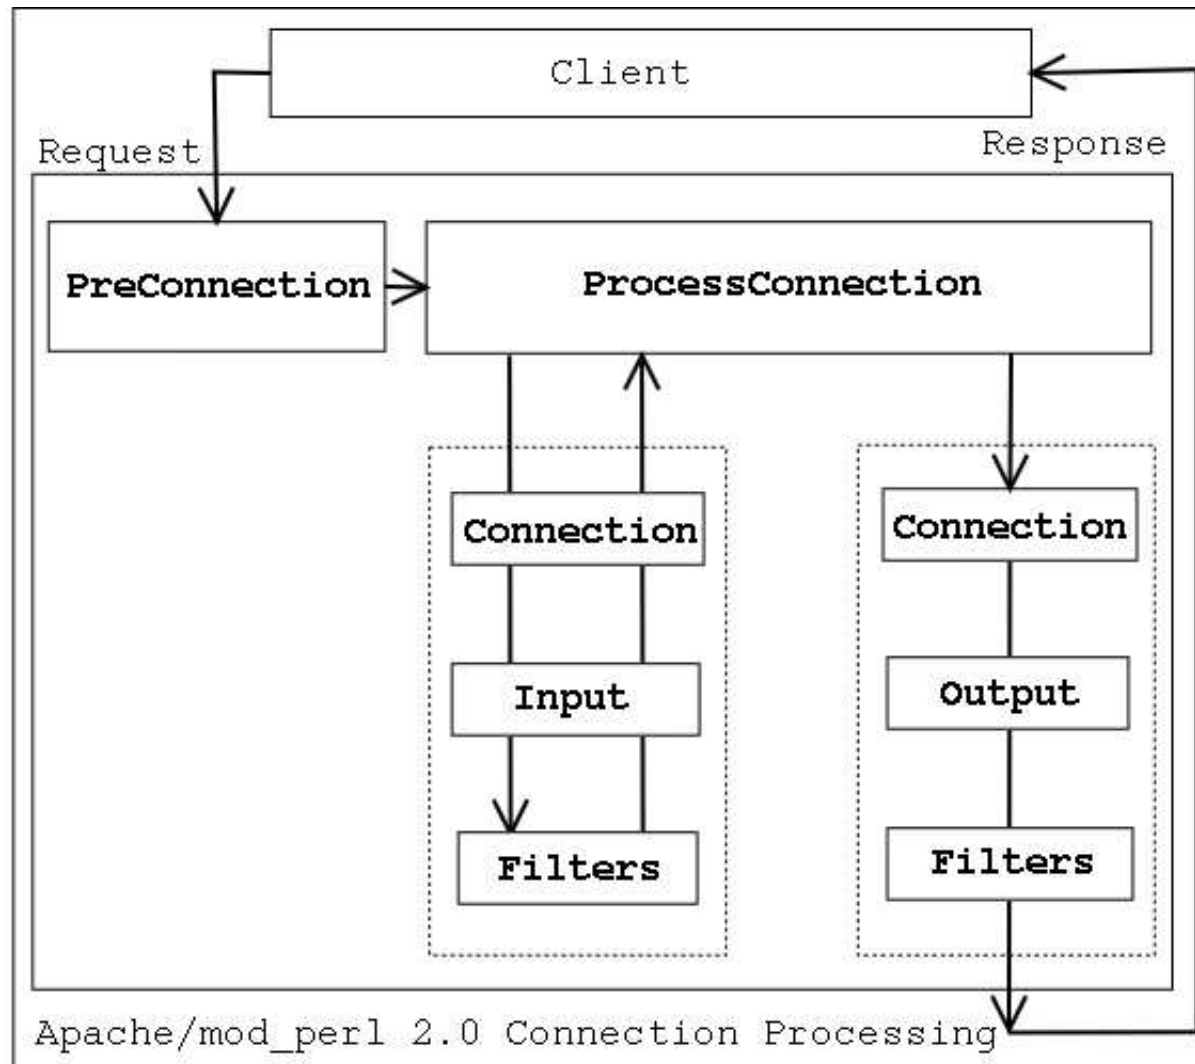 Client
Request
Response
PreConnection
ProcessConnection
Connection
Input
Filters
Connection
Output
Filters
Apache/mod_perl 2.0 Connection Processing